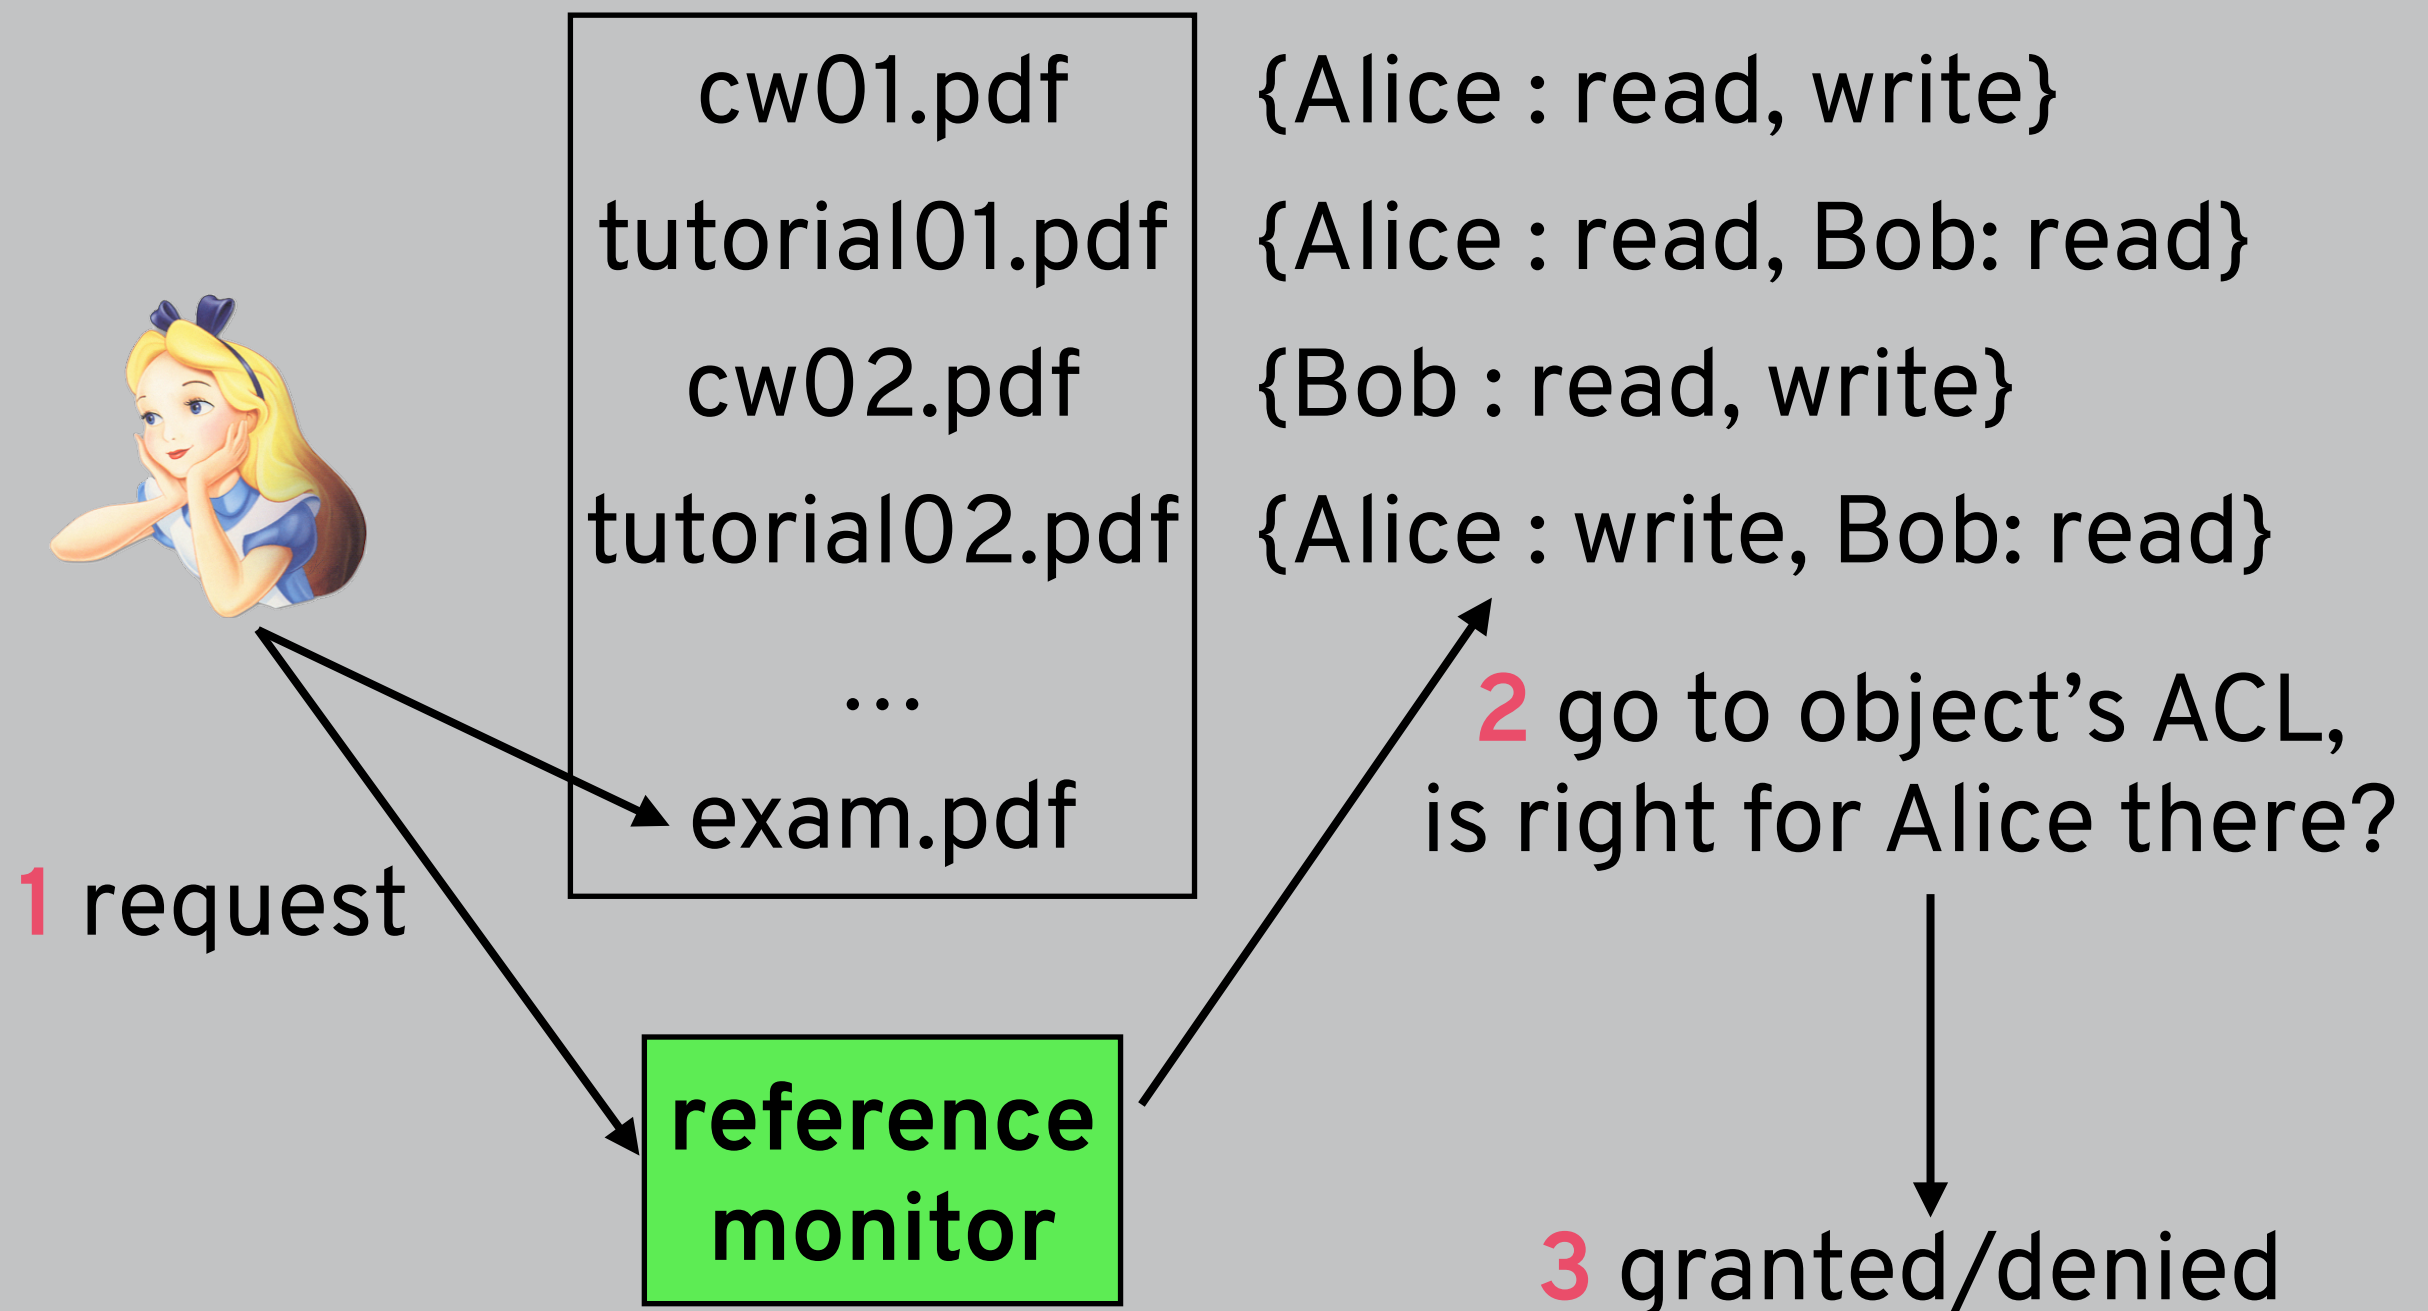 cw01.pdf {Alice : read, write}
tutorial01.pdf {Alice : read, Bob: read}
cw02.pdf {Bob : read, write}
tutorial02.pdf {Alice : write, Bob: read}
...
exam.pdf
1 request
2 go to object’s ACL,
is right for Alice there?
reference
monitor
3 granted/denied